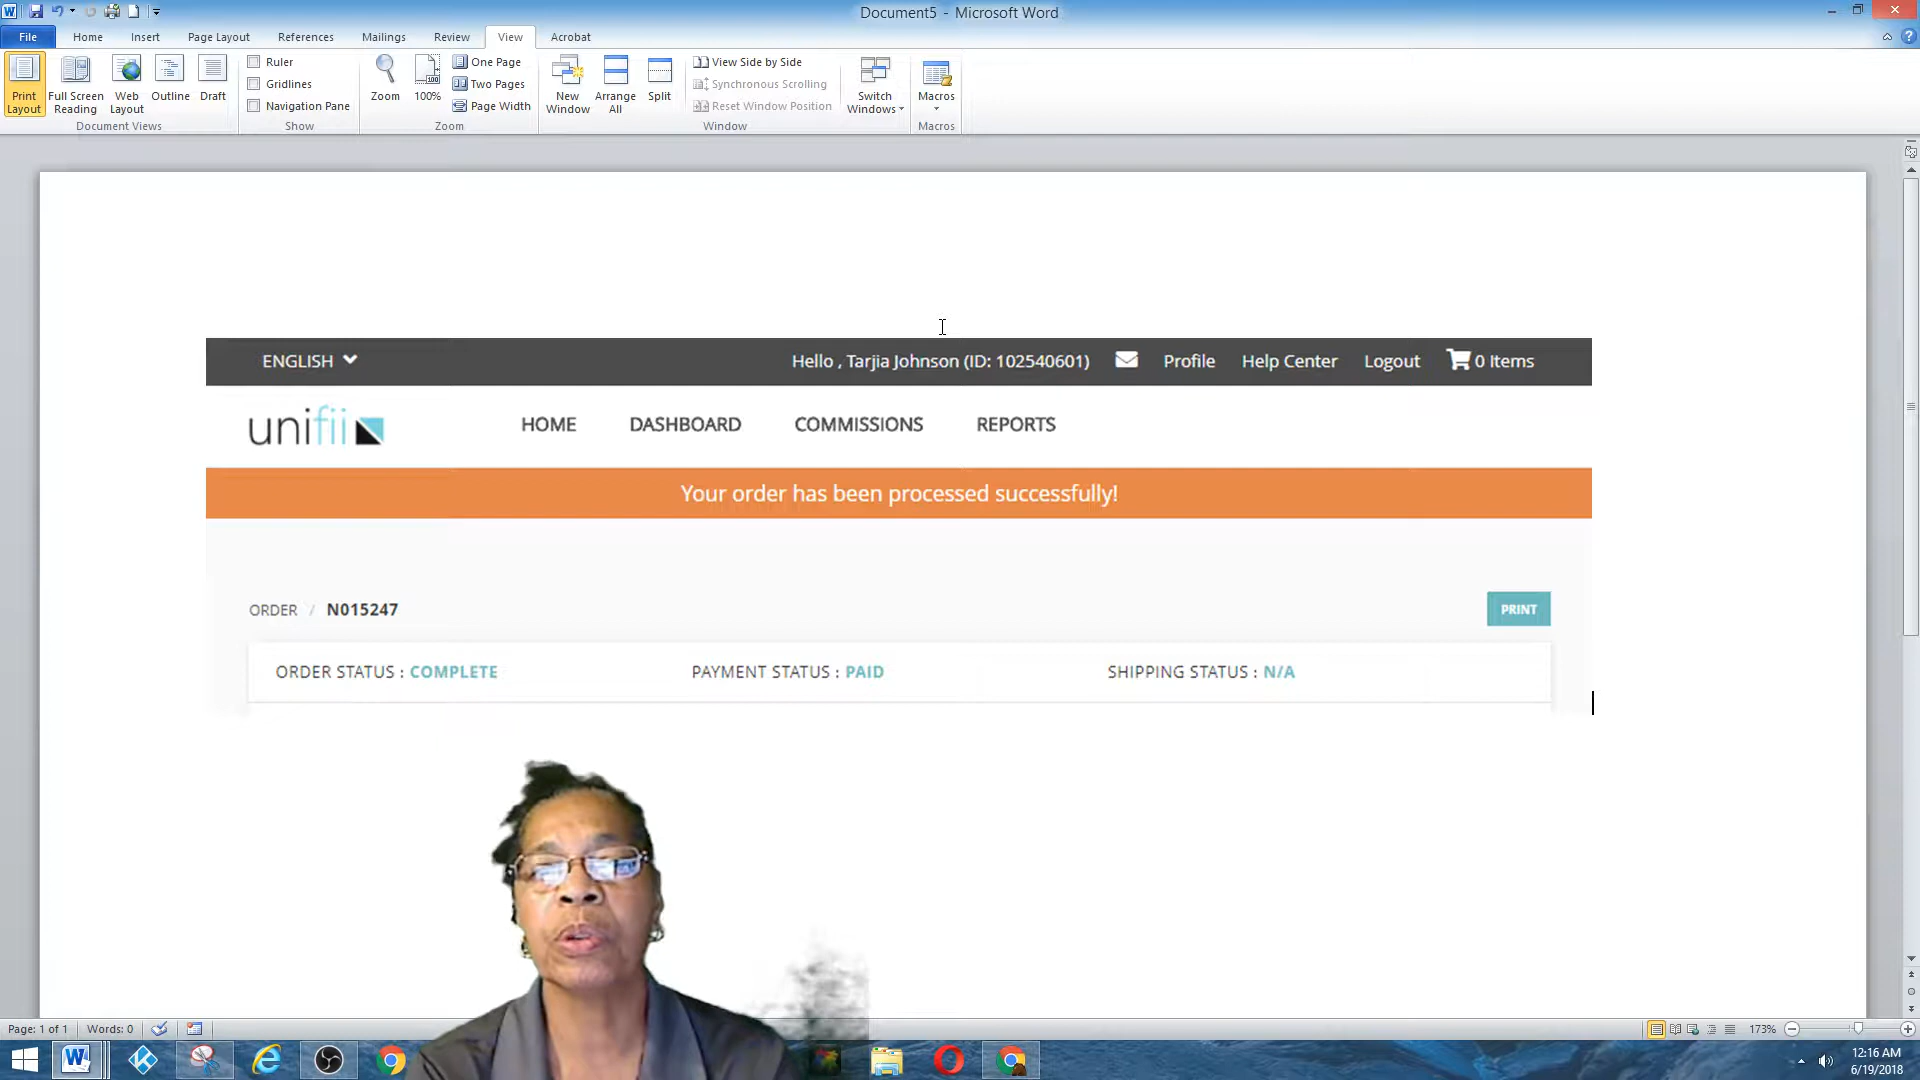 Document5 - Microsoft Word
File Home Insert Page Layout References Mailings Review View Acrobat
Print Layout
Full Screen Reading
Web Layout
Outline
Draft
Document Views
Ruler
Gridlines
Navigation Pane
Show
Zoom
100%
One Page
Two Pages
Page Width
Zoom
New Window
Arrange All
Split
View Side by Side
Synchronous Scrolling
Reset Window Position
Window
Switch Windows
Macros
Macros
ENGLISH Hello , Tarjia Johnson (ID: 102540601) Profile Help Center Logout 0 Items
unifii HOME DASHBOARD COMMISSIONS REPORTS
Your order has been processed successfully!
ORDER / N015247 PRINT
ORDER STATUS : COMPLETE PAYMENT STATUS : PAID SHIPPING STATUS : N/A
Page: 1 of 1 Words: 0 173%
12:16 AM
6/19/2018